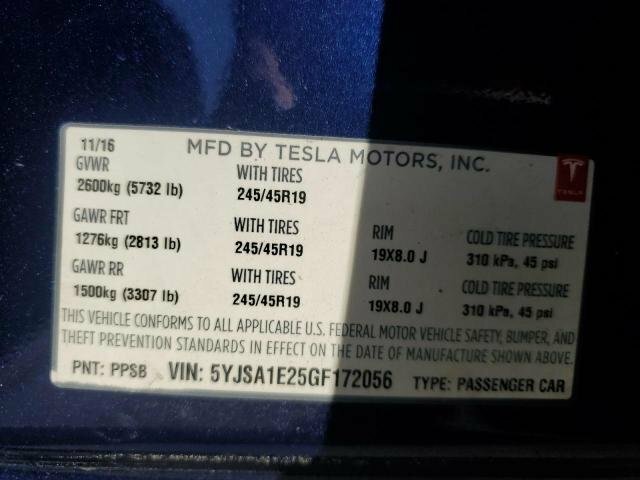 11/16 MFD BY TESLA MOTORS, INC.
GVWR WITH TIRES
2600kg (5732 lb) 245/45R19
TESLA
GAWR FRT WITH TIRES RIM COLD TIRE PRESSURE
1276kg (2813 lb) 245/45R19 19X8.0 J 310 kPa, 45 psi
GAWR RR WITH TIRES RIM COLD TIRE PRESSURE
1500kg (3307 lb) 245/45R19 19X8.0 J 310 kPa, 45 psi
THIS VEHICLE CONFORMS TO ALL APPLICABLE U.S. FEDERAL MOTOR VEHICLE SAFETY, BUMPER, AND
THEFT PREVENTION STANDARDS IN EFFECT ON THE DATE OF MANUFACTURE SHOWN ABOVE.
PNT: PPSB VIN: 5YJSA1E25GF172056 TYPE: PASSENGER CAR